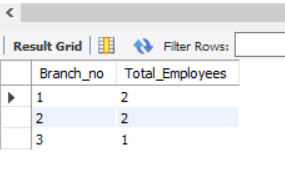 Result Grid Filter Rows:
Branch_no Total_Employees
1 2
2 2
3 1